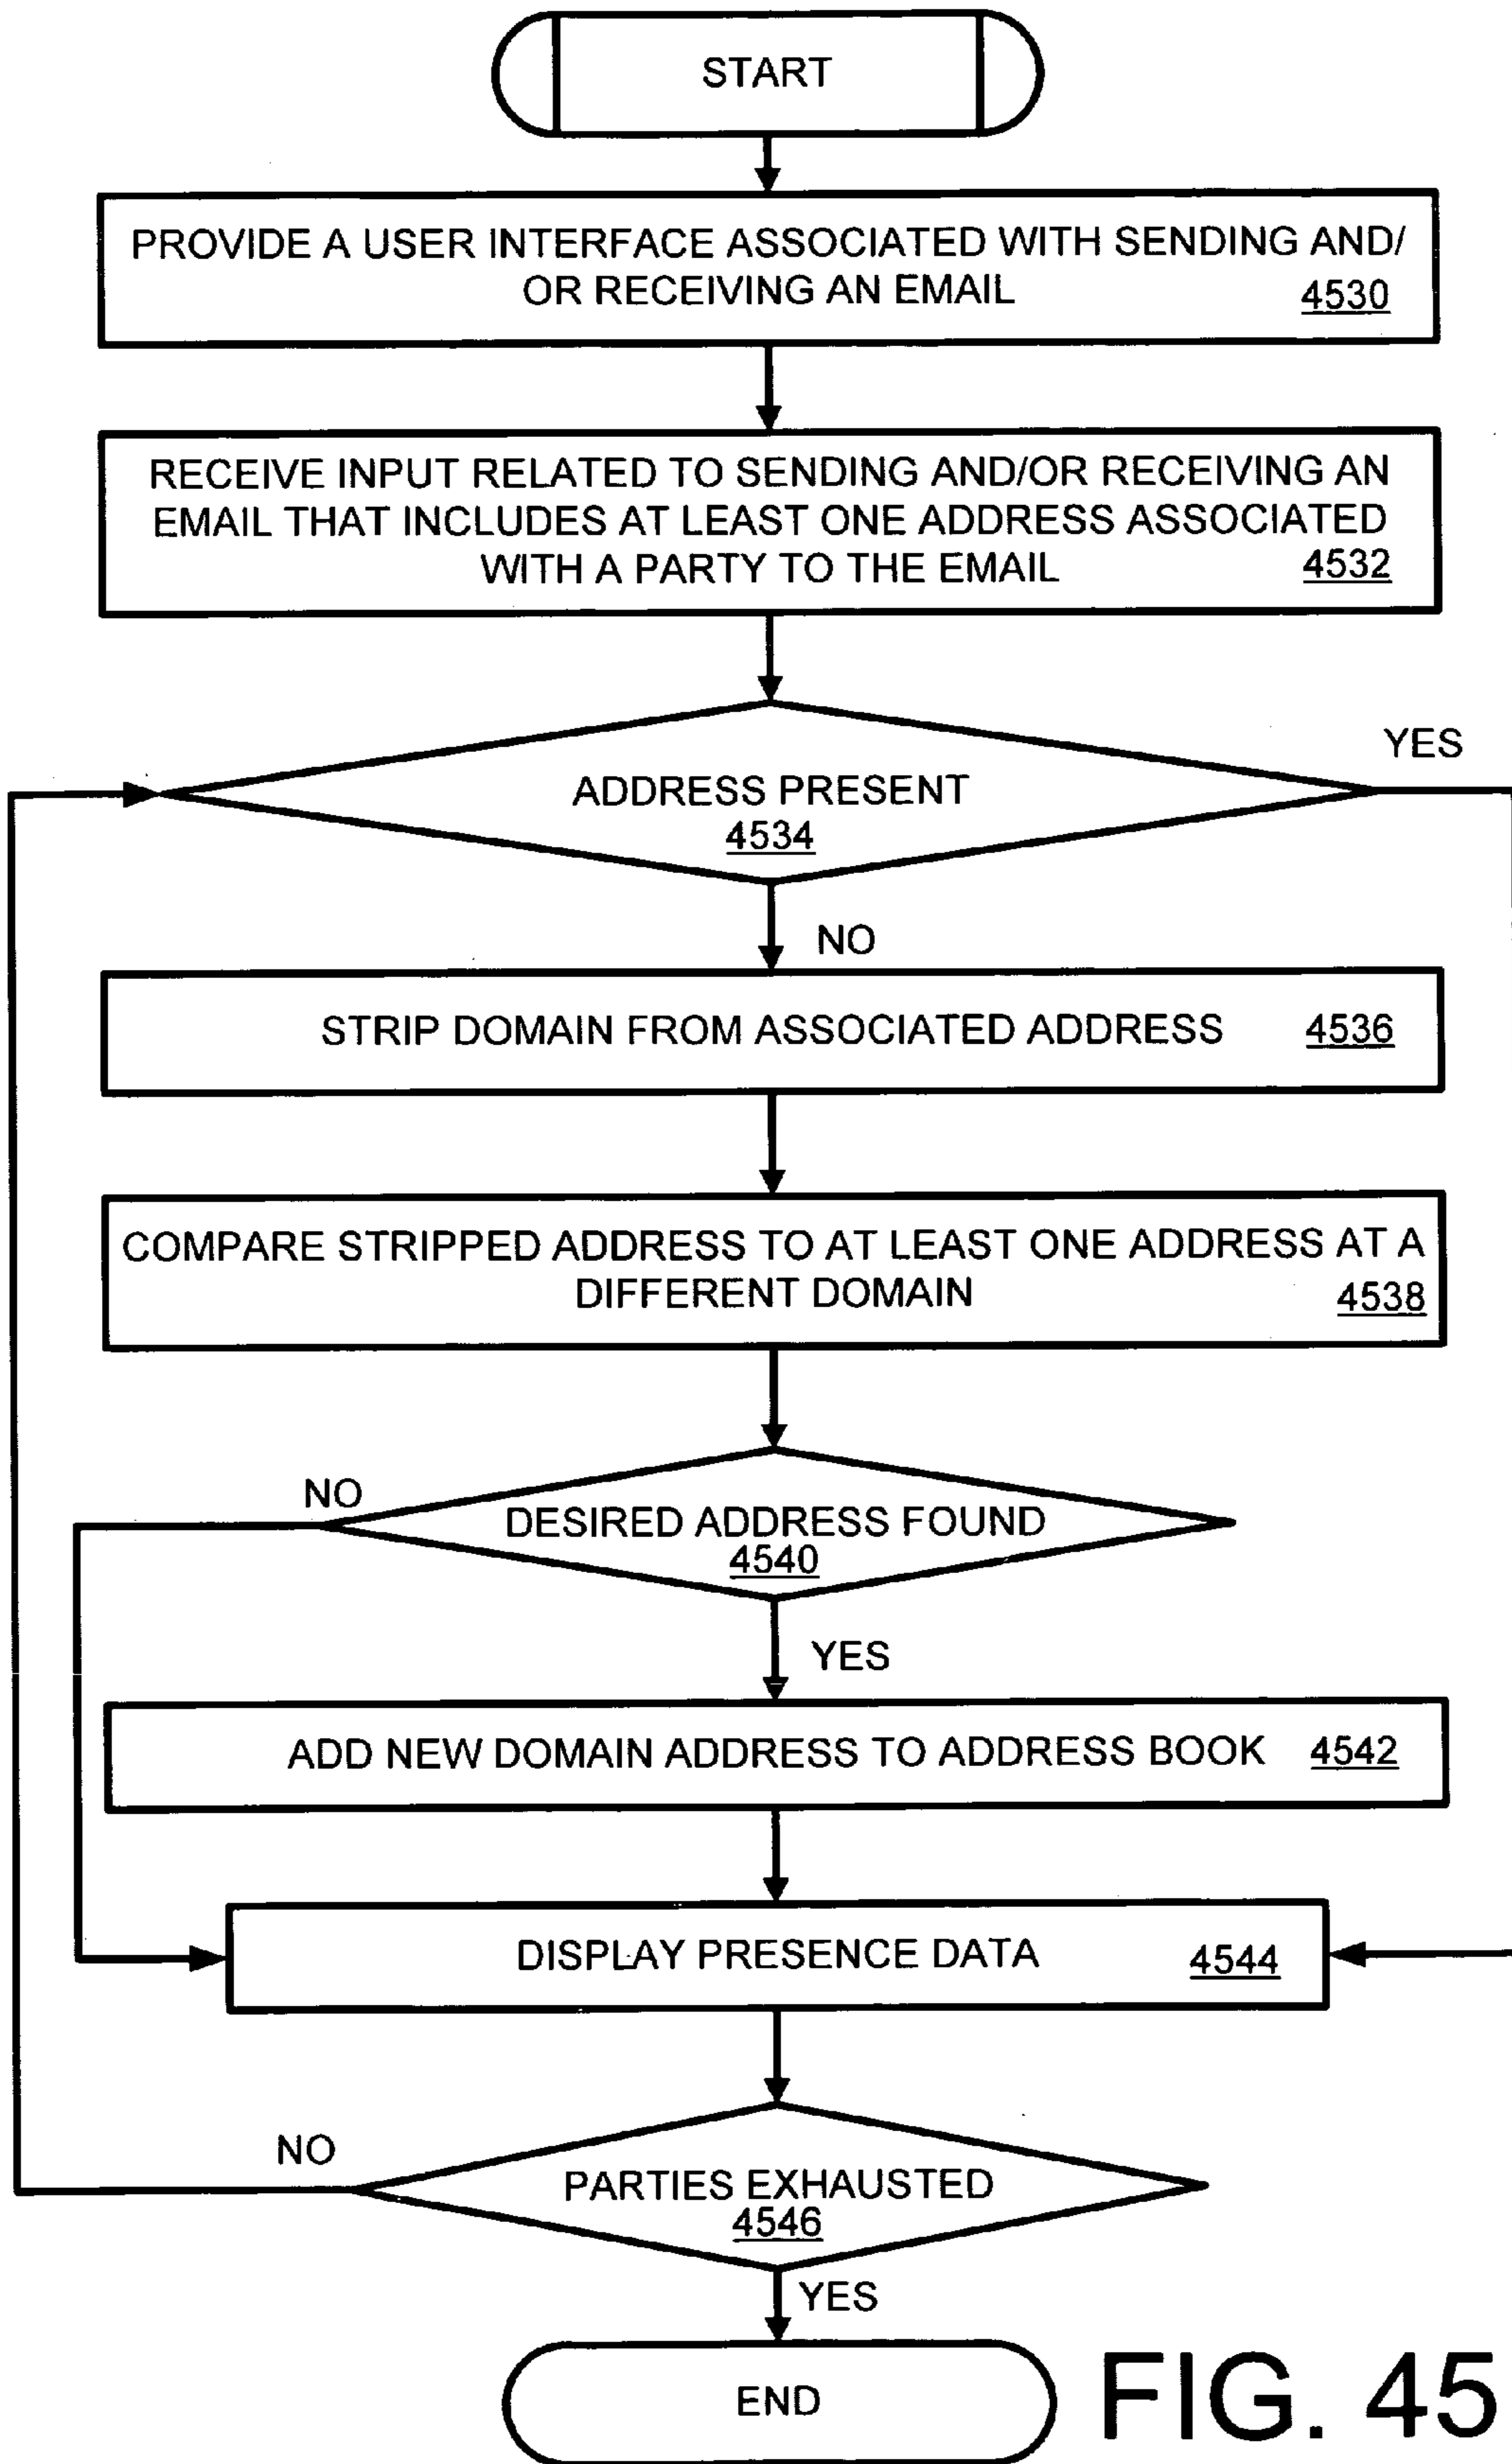 START
PROVIDE A USER INTERFACE ASSOCIATED WITH SENDING AND/
OR RECEIVING AN EMAIL 4530
RECEIVE INPUT RELATED TO SENDING AND/OR RECEIVING AN
EMAIL THAT INCLUDES AT LEAST ONE ADDRESS ASSOCIATED
WITH A PARTY TO THE EMAIL 4532
YES
ADDRESS PRESENT
4534
NO
STRIP DOMAIN FROM ASSOCIATED ADDRESS 4536
COMPARE STRIPPED ADDRESS TO AT LEAST ONE ADDRESS AT A
DIFFERENT DOMAIN 4538
NO
DESIRED ADDRESS FOUND
4540
YES
ADD NEW DOMAIN ADDRESS TO ADDRESS BOOK 4542
DISPLAY PRESENCE DATA 4544
NO
PARTIES EXHAUSTED
4546
YES
END
FIG. 45